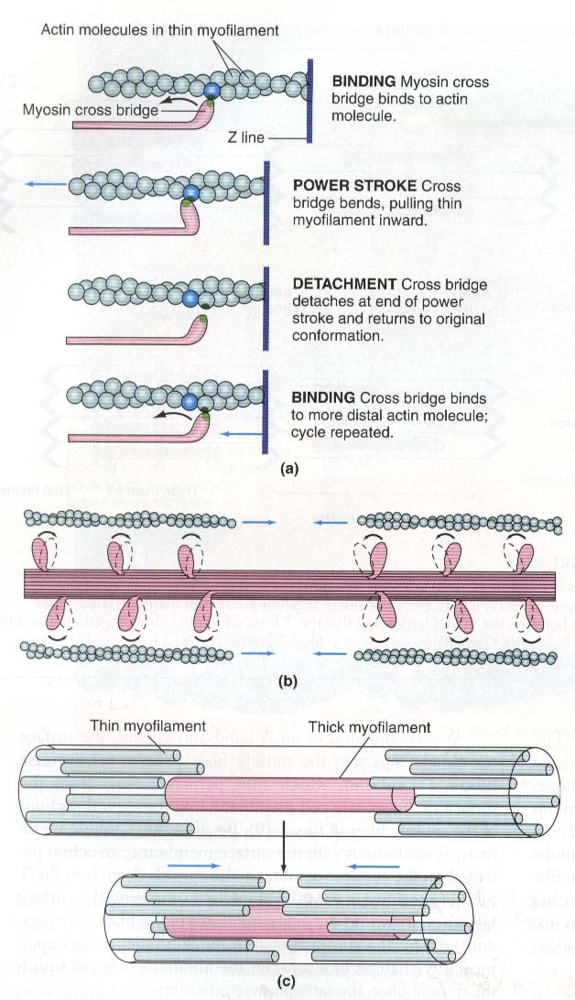 Actin molecules in thin myofilament
BINDING Myosin cross
bridge binds to actin
molecule.
Myosin cross bridge
Z line
POWER STROKE Cross
bridge bends, pulling thin
myofilament inward.
DETACHMENT Cross bridge
detaches at end of power
stroke and returns to original
conformation.
BINDING Cross bridge binds
to more distal actin molecule;
cycle repeated.
(a)
(b)
Thin myofilament
Thick myofilament
(c)